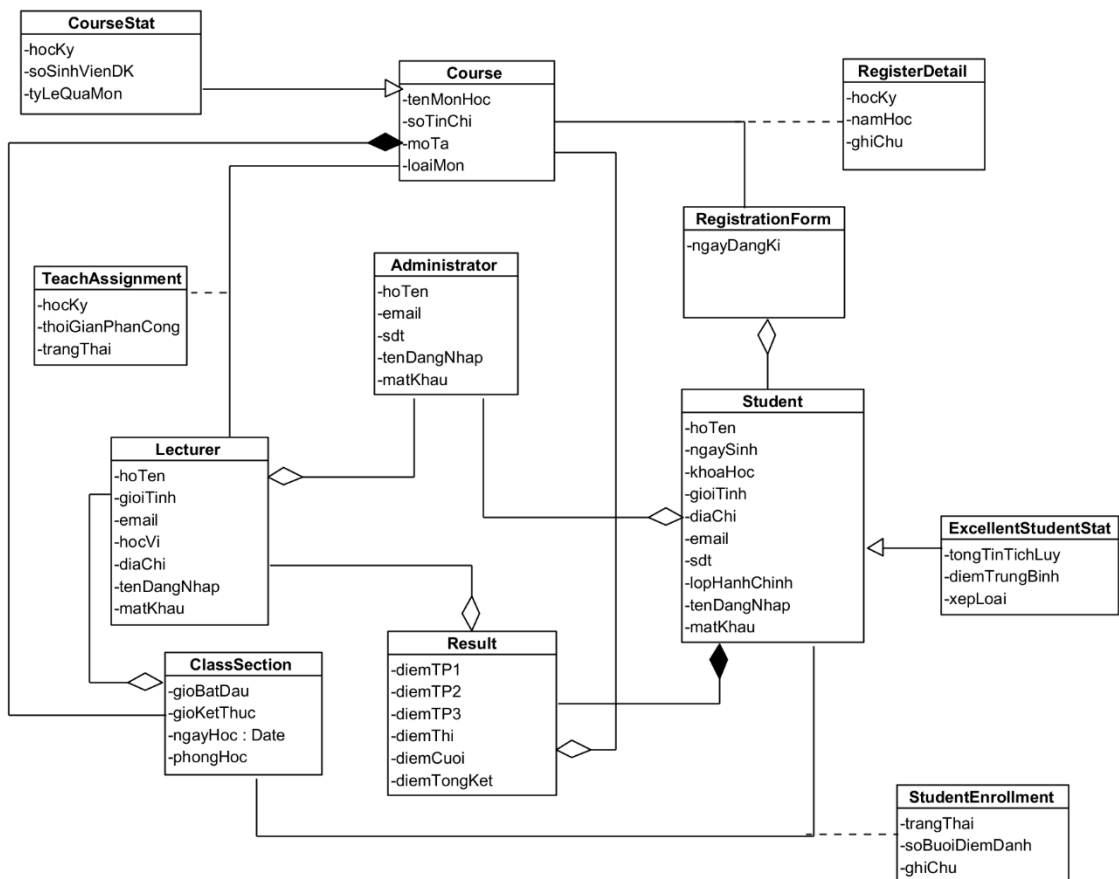 CourseStat
-hocKy
-soSinhVienDK
-tyLeQuaMon
Course
-tenMonHoc
-soTinChi
-moTa
-loaiMon
RegisterDetail
-hocKy
-namHoc
-ghiChu
RegistrationForm
-ngayDangKi
TeachAssignment
-hocKy
-thoiGianPhanCong
-trangThai
Administrator
-hoTen
-email
-sdt
-tenDangNhap
-matKhau
Student
-hoTen
-ngaySinh
-khoaHoc
-gioiTinh
-diaChi
-email
-sdt
-lopHanhChinh
-tenDangNhap
-matKhau
Lecturer
-hoTen
-gioiTinh
-email
-hocVi
-diaChi
-tenDangNhap
-matKhau
ExcellentStudentStat
-tongTinTichLuy
-diemTrungBinh
-xepLoai
ClassSection
-gioBatDau
-gioKetThuc
-ngayHoc : Date
-phongHoc
Result
-diemTP1
-diemTP2
-diemTP3
-diemThi
-diemCuoi
-diemTongKet
StudentEnrollment
-trangThai
-soBuoiDiemDanh
-ghiChu